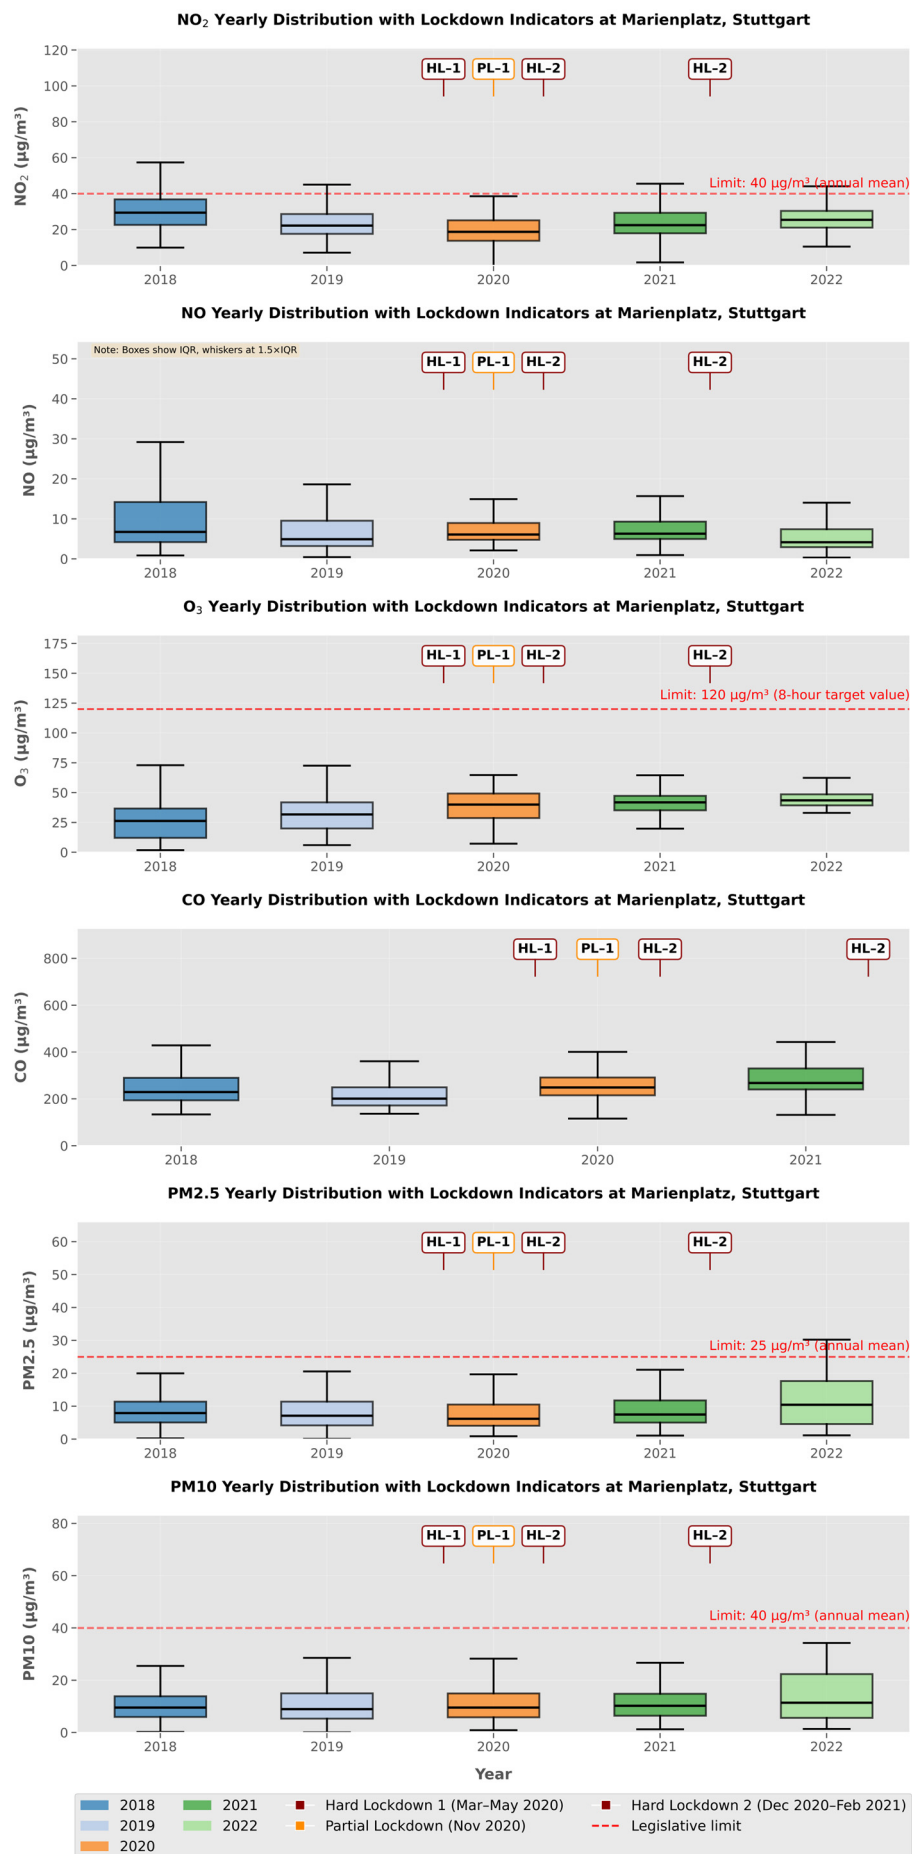 NO₂ Yearly Distribution with Lockdown Indicators at Marienplatz, Stuttgart
NO₂ (µg/m³)
120
100
80
60
40
20
0
HL–1 PL–1 HL–2 HL–2
Limit: 40 µg/m³ (annual mean)
2018 2019 2020 2021 2022
NO Yearly Distribution with Lockdown Indicators at Marienplatz, Stuttgart
Note: Boxes show IQR, whiskers at 1.5×IQR
NO (µg/m³)
50
40
30
20
10
0
HL–1 PL–1 HL–2 HL–2
2018 2019 2020 2021 2022
O₃ Yearly Distribution with Lockdown Indicators at Marienplatz, Stuttgart
O₃ (µg/m³)
175
150
125
100
75
50
25
0
HL–1 PL–1 HL–2 HL–2
Limit: 120 µg/m³ (8-hour target value)
2018 2019 2020 2021 2022
CO Yearly Distribution with Lockdown Indicators at Marienplatz, Stuttgart
CO (µg/m³)
800
600
400
200
0
HL–1 PL–1 HL–2 HL–2
2018 2019 2020 2021
PM2.5 Yearly Distribution with Lockdown Indicators at Marienplatz, Stuttgart
PM2.5 (µg/m³)
60
50
40
30
20
10
0
HL–1 PL–1 HL–2 HL–2
Limit: 25 µg/m³ (annual mean)
2018 2019 2020 2021 2022
PM10 Yearly Distribution with Lockdown Indicators at Marienplatz, Stuttgart
PM10 (µg/m³)
80
60
40
20
0
HL–1 PL–1 HL–2 HL–2
Limit: 40 µg/m³ (annual mean)
2018 2019 2020 2021 2022
Year
2018 2021 Hard Lockdown 1 (Mar–May 2020) Hard Lockdown 2 (Dec 2020–Feb 2021)
2019 2022 Partial Lockdown (Nov 2020) Legislative limit
2020